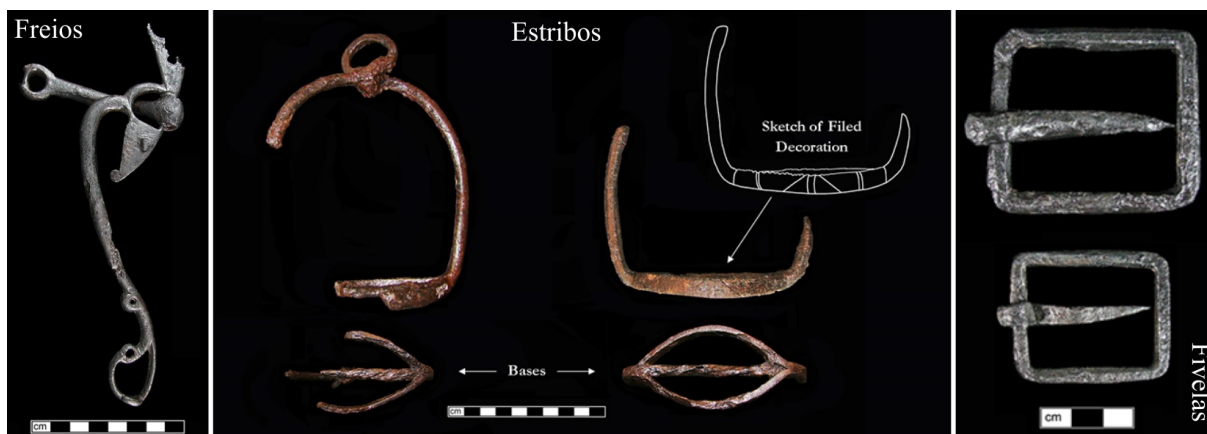 Freios
Estribos
Sketch of Filed
Decoration
Bases
cm
cm
cm
Fivelas